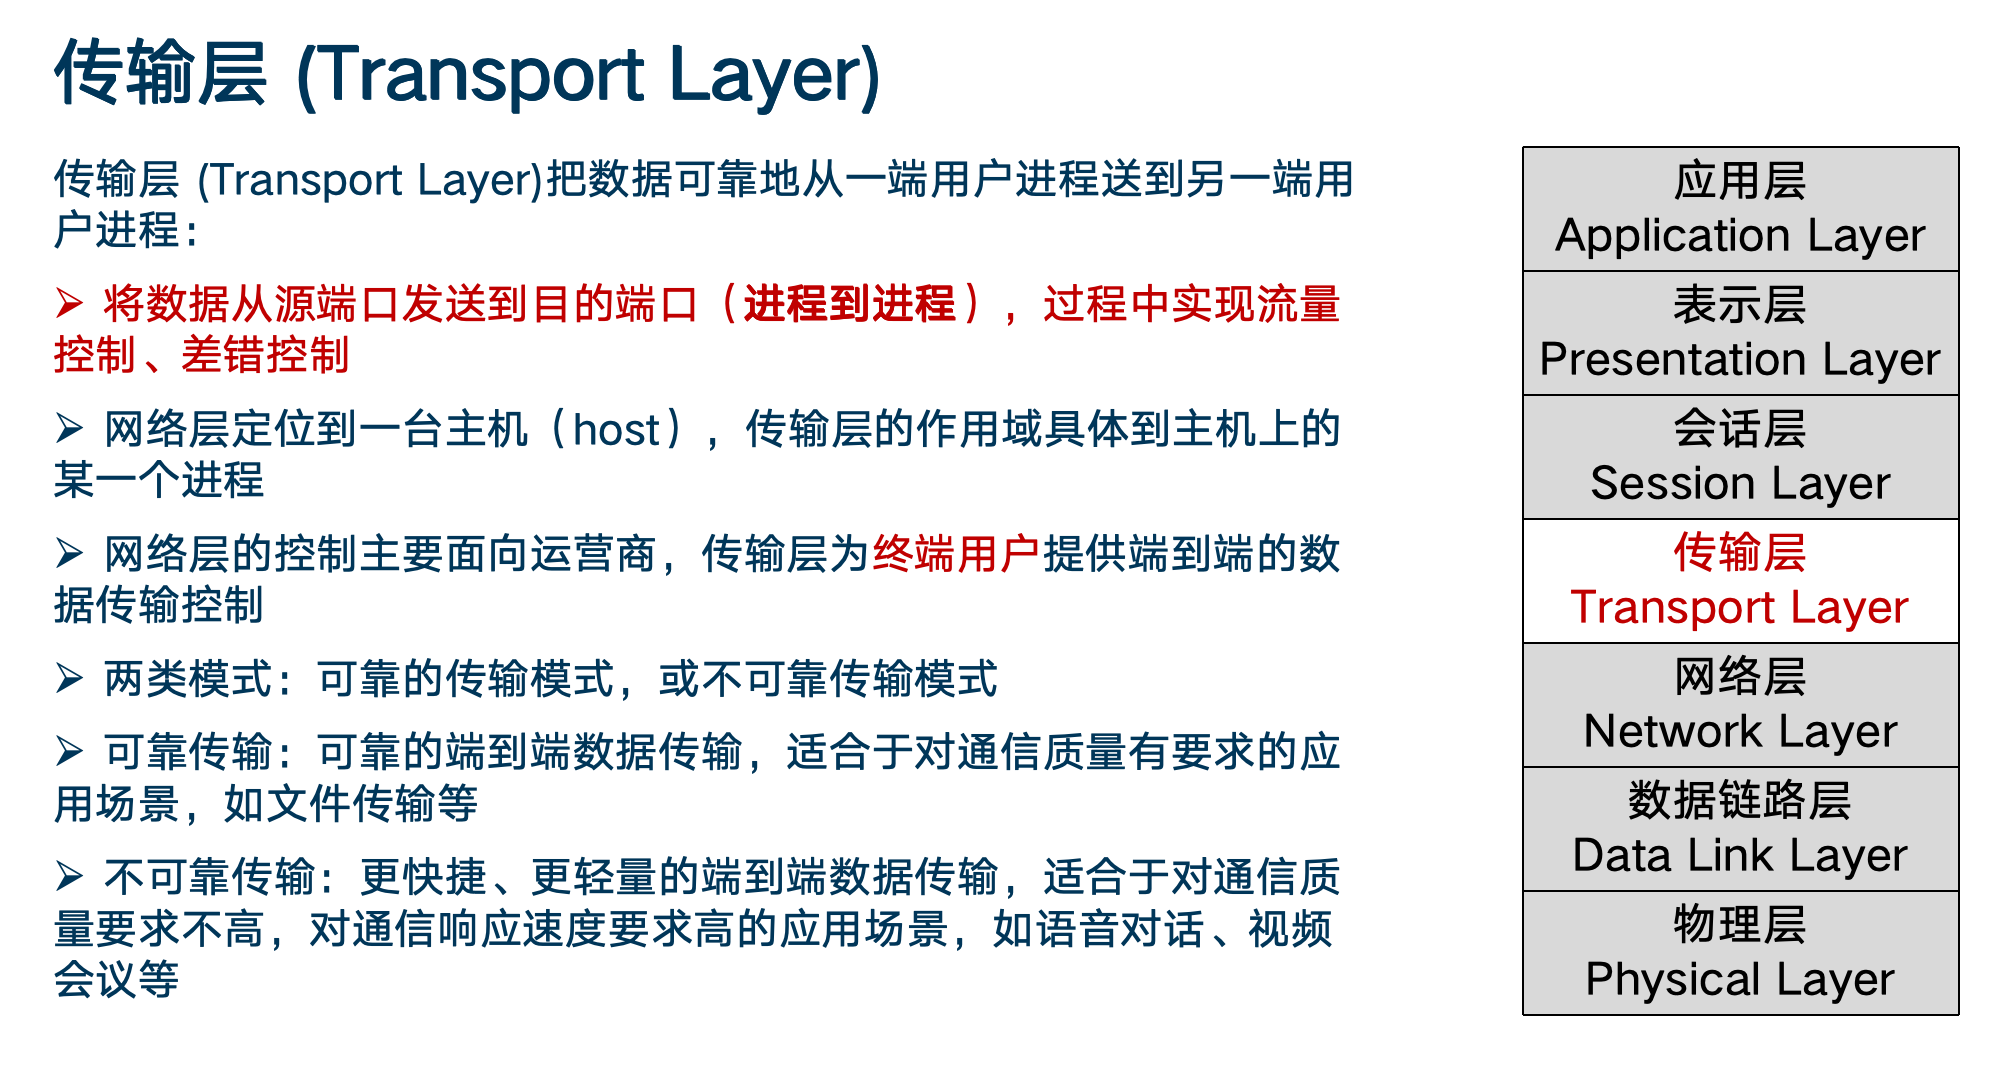 传输层 (Transport Layer)
传输层 (Transport Layer)把数据可靠地从一端用户进程送到另一端用
户进程：
➢ 将数据从源端口发送到目的端口（进程到进程），过程中实现流量
控制、差错控制
➢ 网络层定位到一台主机（host），传输层的作用域具体到主机上的
某一个进程
➢ 网络层的控制主要面向运营商，传输层为终端用户提供端到端的数
据传输控制
➢ 两类模式：可靠的传输模式，或不可靠传输模式
➢ 可靠传输：可靠的端到端数据传输，适合于对通信质量有要求的应
用场景，如文件传输等
➢ 不可靠传输：更快捷、更轻量的端到端数据传输，适合于对通信质
量要求不高，对通信响应速度要求高的应用场景，如语音对话、视频
会议等
应用层
Application Layer
表示层
Presentation Layer
会话层
Session Layer
传输层
Transport Layer
网络层
Network Layer
数据链路层
Data Link Layer
物理层
Physical Layer